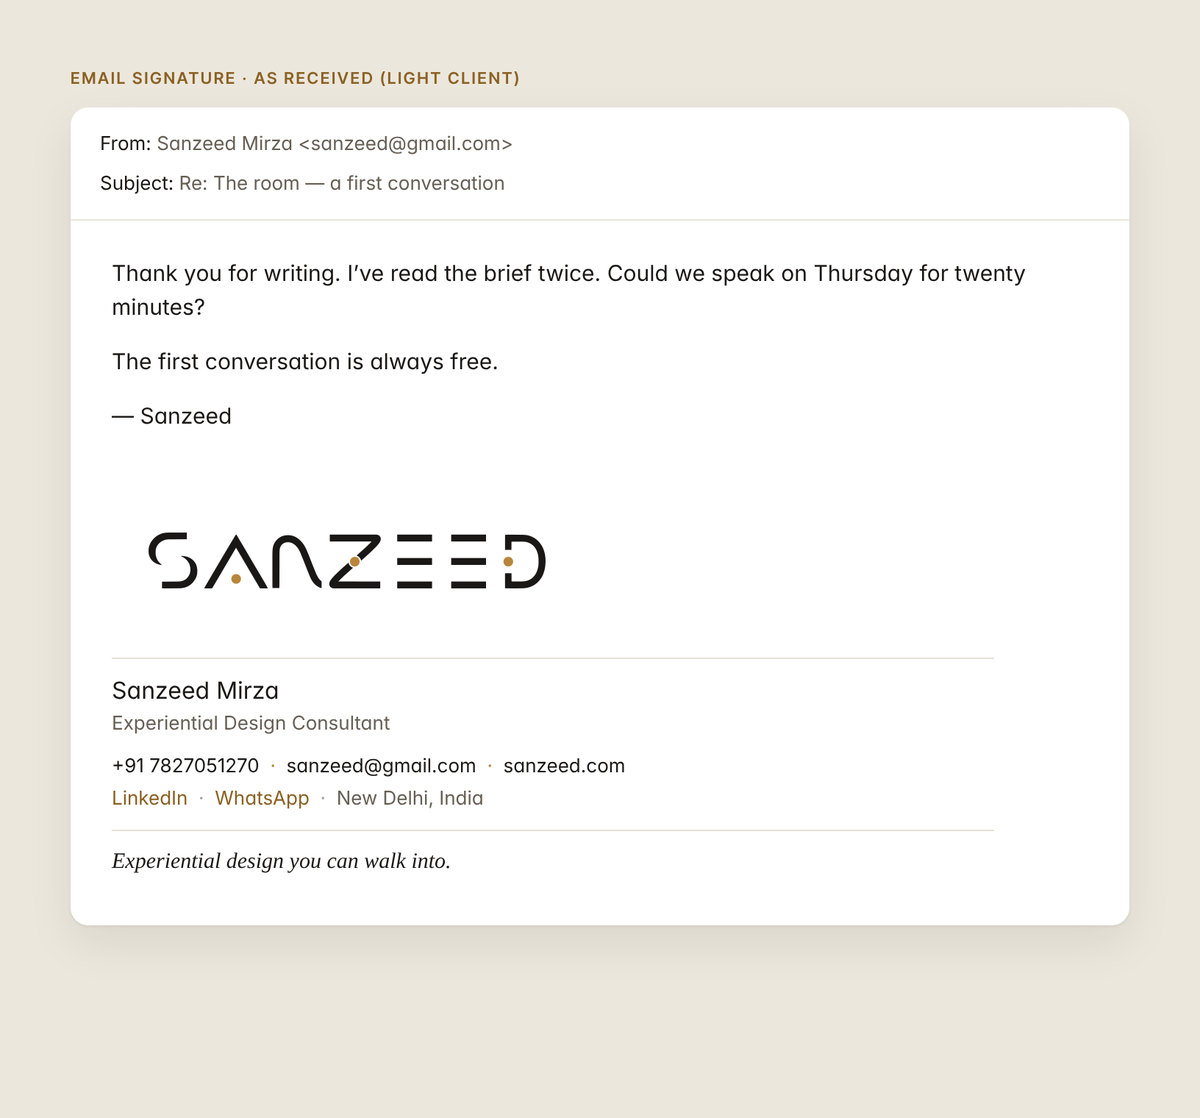 EMAIL SIGNATURE · AS RECEIVED (LIGHT CLIENT)
From: Sanzeed Mirza <sanzeed@gmail.com>
Subject: Re: The room — a first conversation
Thank you for writing. I’ve read the brief twice. Could we speak on Thursday for twenty
minutes?
The first conversation is always free.
— Sanzeed
SANZEED
Sanzeed Mirza
Experiential Design Consultant
+91 7827051270 · sanzeed@gmail.com · sanzeed.com
LinkedIn · WhatsApp · New Delhi, India
Experiential design you can walk into.